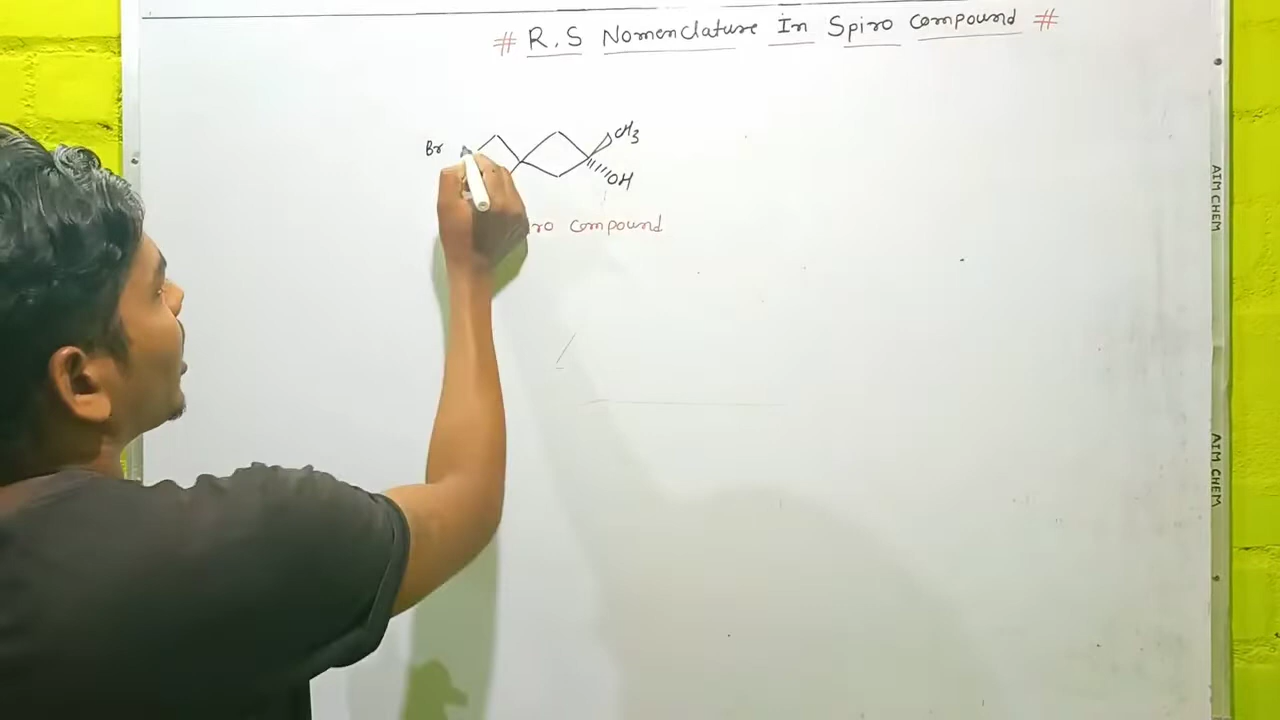 # R.S Nomenclature In Spiro Compound #
Br
CH3
OH
compound
AIM CHEM
AIM CHEM